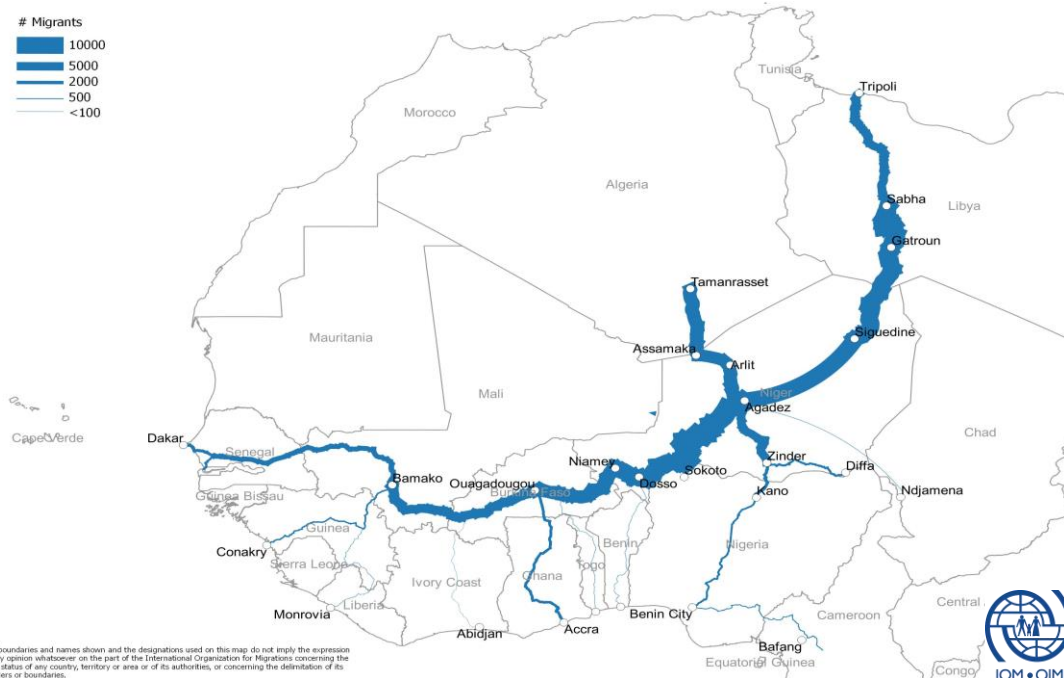 # Migrants
10000
5000
2000
500
<100
Tunisia
Tripoli
Morocco
Algeria
Sabha
Libya
Gatroun
Tamanrasset
Mauritania
Siguedine
Assamaka
Arlit
Mali
Niger
Agadez
Cape Verde
Dakar
Senegal
Chad
Niamey
Zinder
Diffa
Bamako
Ouagadougou
Dosso
Sokoto
Burkina Faso
Kano
Ndjamena
Guinea Bissau
Guinea
Benin
Nigeria
Conakry
Sierra Leone
Ivory Coast
Ghana
Togo
Liberia
Monrovia
Abidjan
Accra
Benin City
Cameroon
Central
Bafang
Equatorial Guinea
Congo
boundaries and names shown and the designations used on this map do not imply the expression
y opinion whatsoever on the part of the International Organization for Migrations concerning the
status of any country, territory or area or of its authorities, or concerning the delimitation of its
ers or boundaries.
IOM • OIM